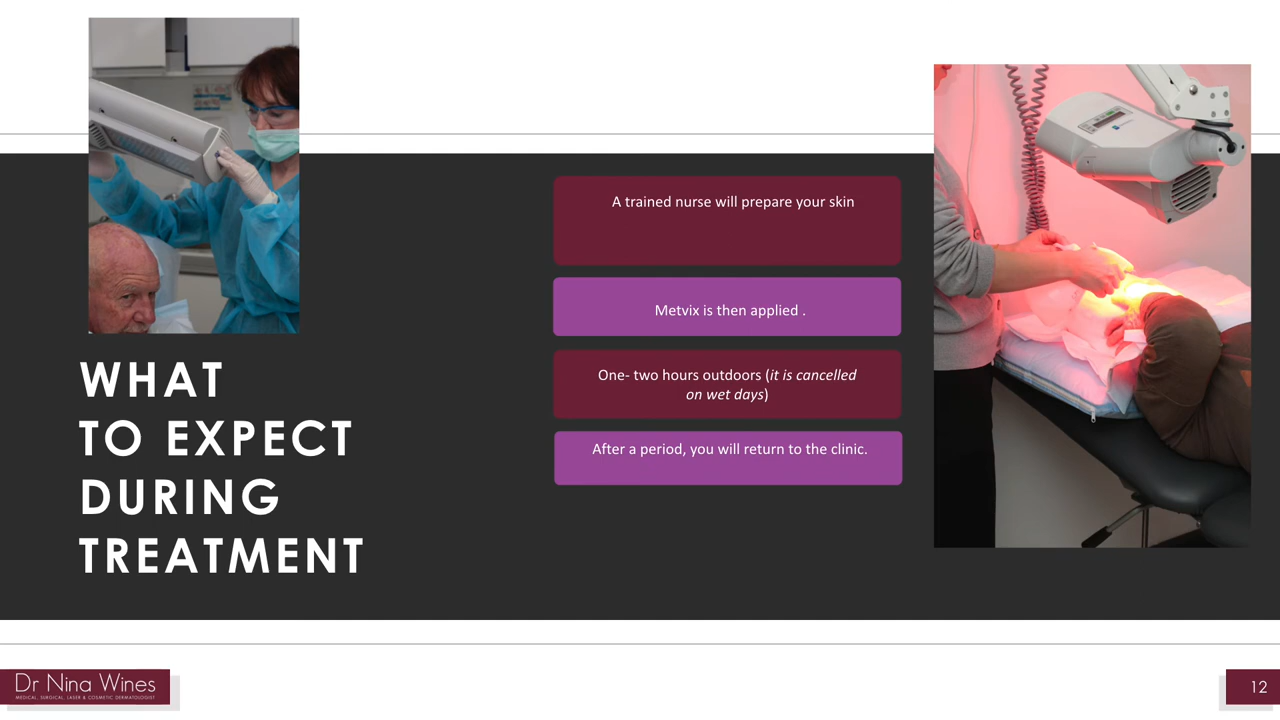 WHAT
TO EXPECT
DURING
TREATMENT
A trained nurse will prepare your skin
Metvix is then applied .
One- two hours outdoors (it is cancelled
on wet days)
After a period, you will return to the clinic.
Dr Nina Wines
MEDICAL, SURGICAL, LASER & COSMETIC DERMATOLOGIST
12